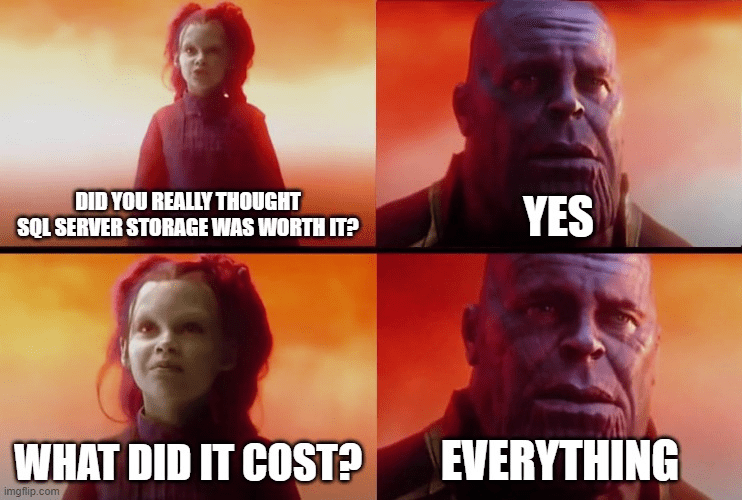 DID YOU REALLY THOUGHT
SQL SERVER STORAGE WAS WORTH IT?
YES
WHAT DID IT COST?
EVERYTHING
imgflip.com